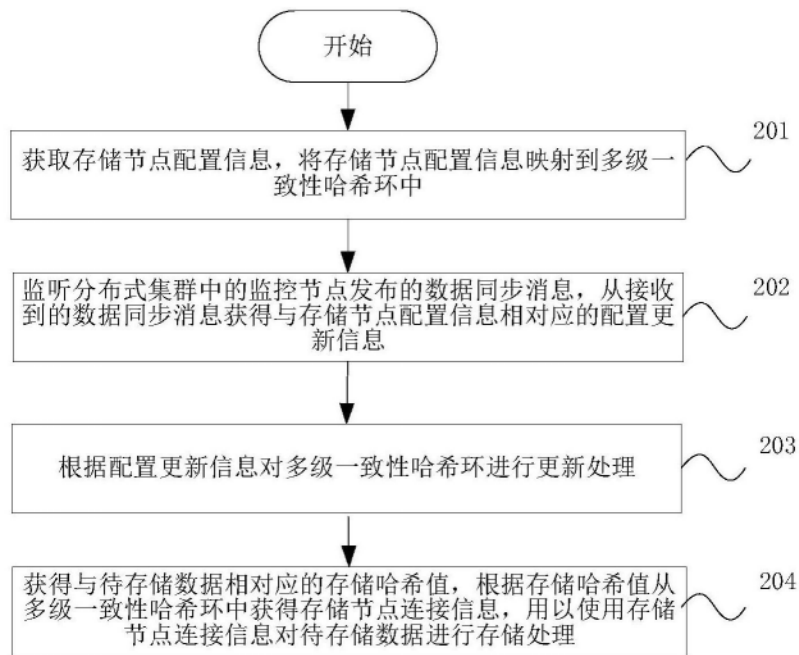 开始
201
获取存储节点配置信息，将存储节点配置信息映射到多级一
致性哈希环中
202
监听分布式集群中的监控节点发布的数据同步消息，从接收
到的数据同步消息获得与存储节点配置信息相对应的配置更
新信息
203
根据配置更新信息对多级一致性哈希环进行更新处理
204
获得与待存储数据相对应的存储哈希值，根据存储哈希值从
多级一致性哈希环中获得存储节点连接信息，用以使用存储
节点连接信息对待存储数据进行存储处理